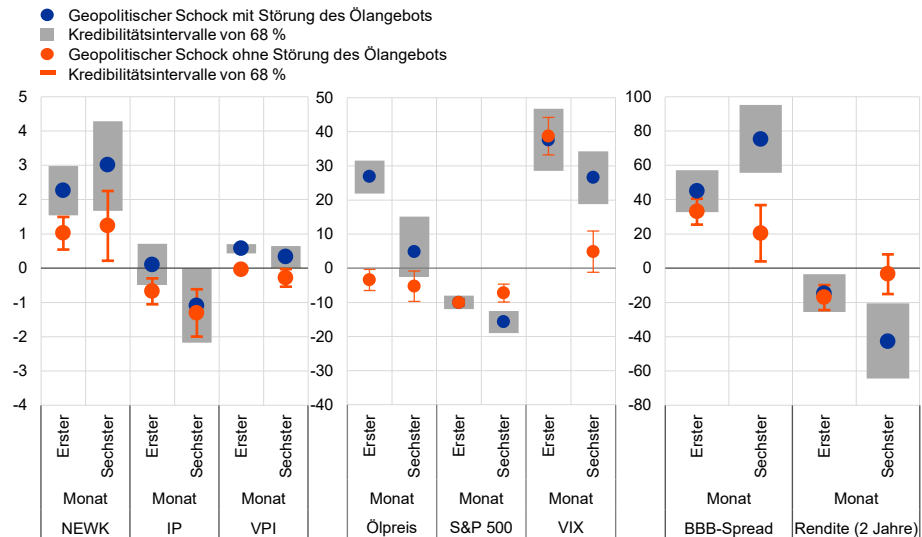 Geopolitischer Schock mit Störung des Ölangebots
Kredibilitätsintervalle von 68 %
Geopolitischer Schock ohne Störung des Ölangebots
Kredibilitätsintervalle von 68 %
5
4
3
2
1
0
-1
-2
-3
-4
Erster
Sechster
Erster
Sechster
Erster
Sechster
Monat
Monat
Monat
NEWK
IP
VPI
50
40
30
20
10
0
-10
-20
-30
-40
Erster
Sechster
Erster
Sechster
Erster
Sechster
Monat
Monat
Monat
Ölpreis
S&P 500
VIX
100
80
60
40
20
0
-20
-40
-60
-80
Erster
Sechster
Erster
Sechster
Monat
Monat
BBB-Spread
Rendite (2 Jahre)